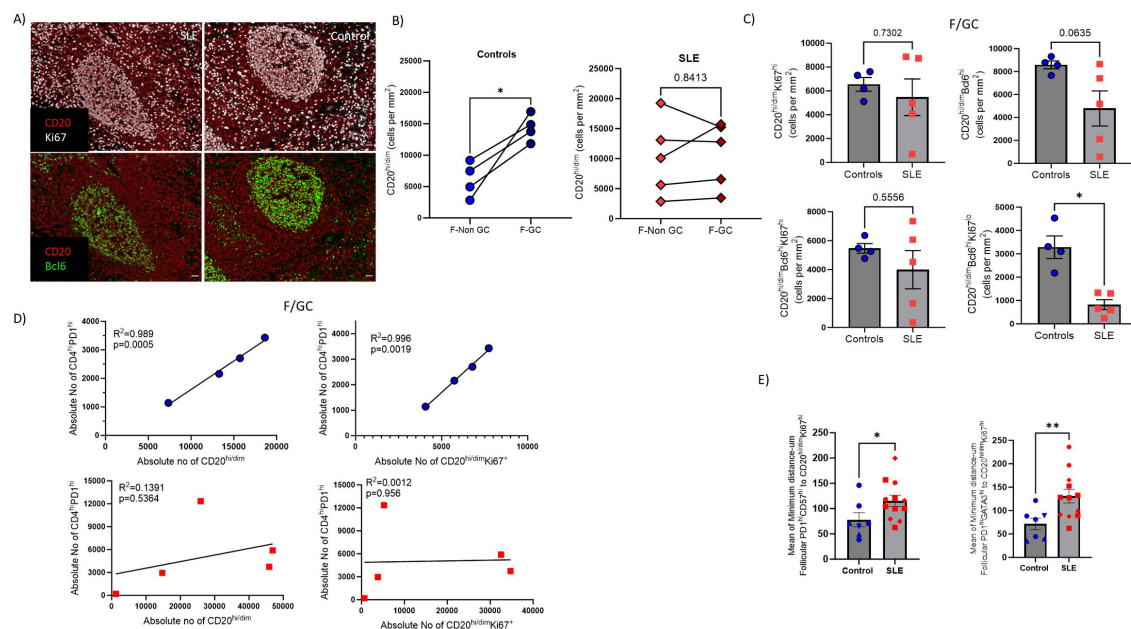 A)
SLE
Control
CD20
Ki67
CD20
Bcl6
B)
Controls
*
CD20hi/dim (cells per mm2)
25000
20000
15000
10000
5000
0
F-Non GC
F-GC
SLE
0.8413
CD20hi/dim (cells per mm2)
25000
20000
15000
10000
5000
0
F-Non GC
F-GC
C)
F/GC
0.7302
CD20hi/dimKi67hi
(cells per mm2)
10000
8000
6000
4000
2000
0
Controls
SLE
0.0635
CD20hi/dimBcl6hi
(cells per mm2)
10000
8000
6000
4000
2000
0
Controls
SLE
0.5556
CD20hi/dimBcl6hiKi67hi
(cells per mm2)
10000
8000
6000
4000
2000
0
Controls
SLE
*
CD20hi/dimBcl6hiKI67lo
(cells per mm2)
5000
4000
3000
2000
1000
0
Controls
SLE
D)
F/GC
R2=0.989
p=0.0005
Absolute No of CD4hiPD1hi
4000
3000
2000
1000
0
0
5000
10000
15000
20000
Absolute no of CD20hi/dim
R2=0.996
p=0.0019
Absolute No of CD4hiPD1hi
4000
3000
2000
1000
0
0
5000
10000
Absolute No of CD20hi/dimKi67+
R2=0.1391
p=0.5364
Absolute No of CD4hiPD1hi
15000
12000
9000
6000
3000
0
0
10000
20000
30000
40000
50000
Absolute no of CD20hi/dim
R2=0.0012
p=0.956
Absolute No of CD4hiPD1hi
15000
12000
9000
6000
3000
0
0
10000
20000
30000
40000
Absolute No of CD20hi/dimKi67+
E)
*
Mean of Minimum distance-um
Follicular PD1hiCD57hi to CD20hi/dimKi67hi
250
200
150
100
50
0
Control
SLE
**
Mean of Minimum distance-um
Follicular PD1hiGATA3hi to CD20hi/dimKi67hi
300
250
200
150
100
50
0
Control
SLE